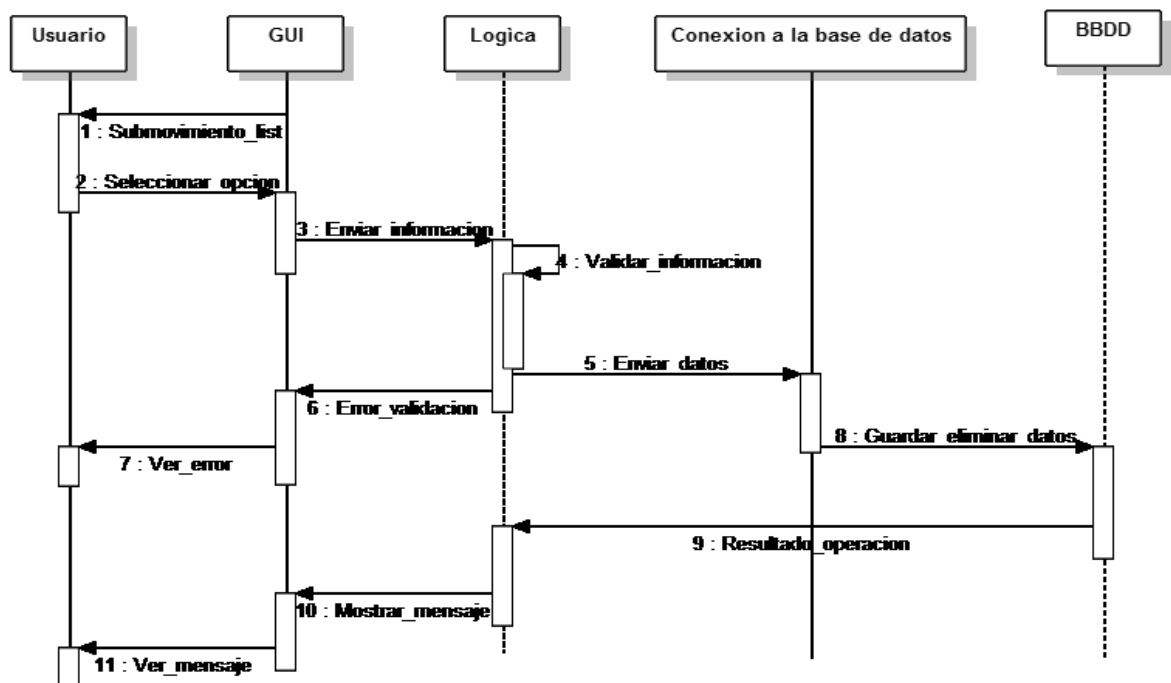 Usuario
GUI
Logica
Conexion a la base de datos
BBDD
1 : Submovimiento_list
2 : Seleccionar_opcion
3 : Enviar_informacion
4 : Validar_informacion
5 : Enviar_datos
6 : Error_validacion
7 : Ver_error
8 : Guardar_eliminar_datos
9 : Resultado_operacion
10 : Mostrar_mensaje
11 : Ver_mensaje